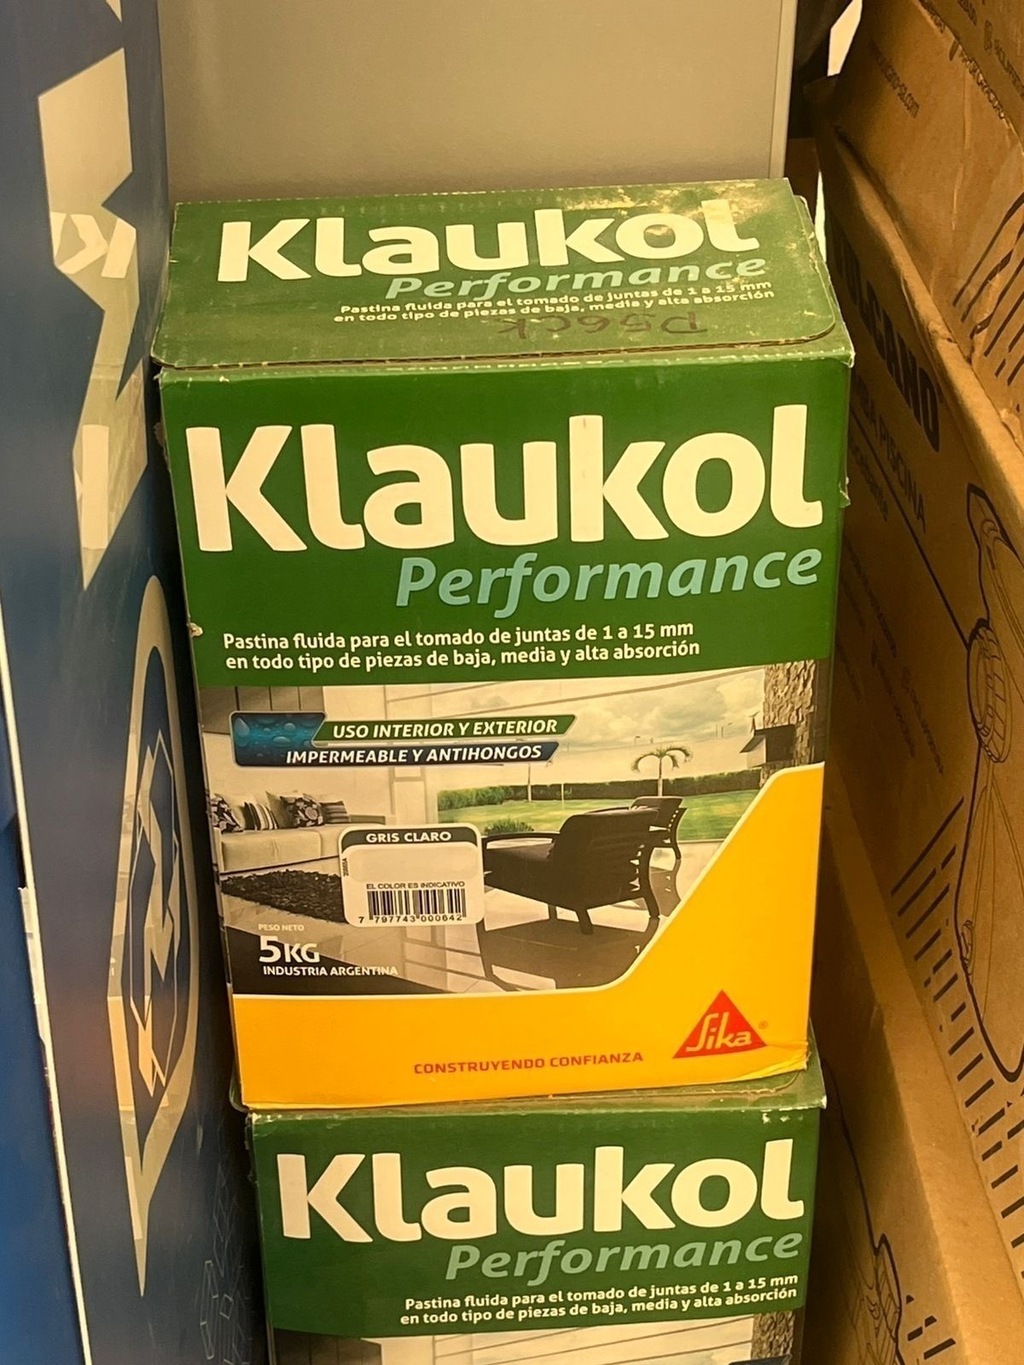 Klaukol
Performance
Pastina fluida para el tomado de juntas de 1 a 15 mm
en todo tipo de piezas de baja, media y alta absorción
Klaukol
Performance
Pastina fluida para el tomado de juntas de 1 a 15 mm
en todo tipo de piezas de baja, media y alta absorción
USO INTERIOR Y EXTERIOR
IMPERMEABLE Y ANTIHONGOS
GRIS CLARO
EL COLOR ES INDICATIVO
7 797743 000642
PESO NETO
5KG
INDUSTRIA ARGENTINA
Sika®
CONSTRUYENDO CONFIANZA
Klaukol
Performance
Pastina fluida para el tomado de juntas de 1 a 15 mm
en todo tipo de piezas de baja, media y alta absorción
PISCINA